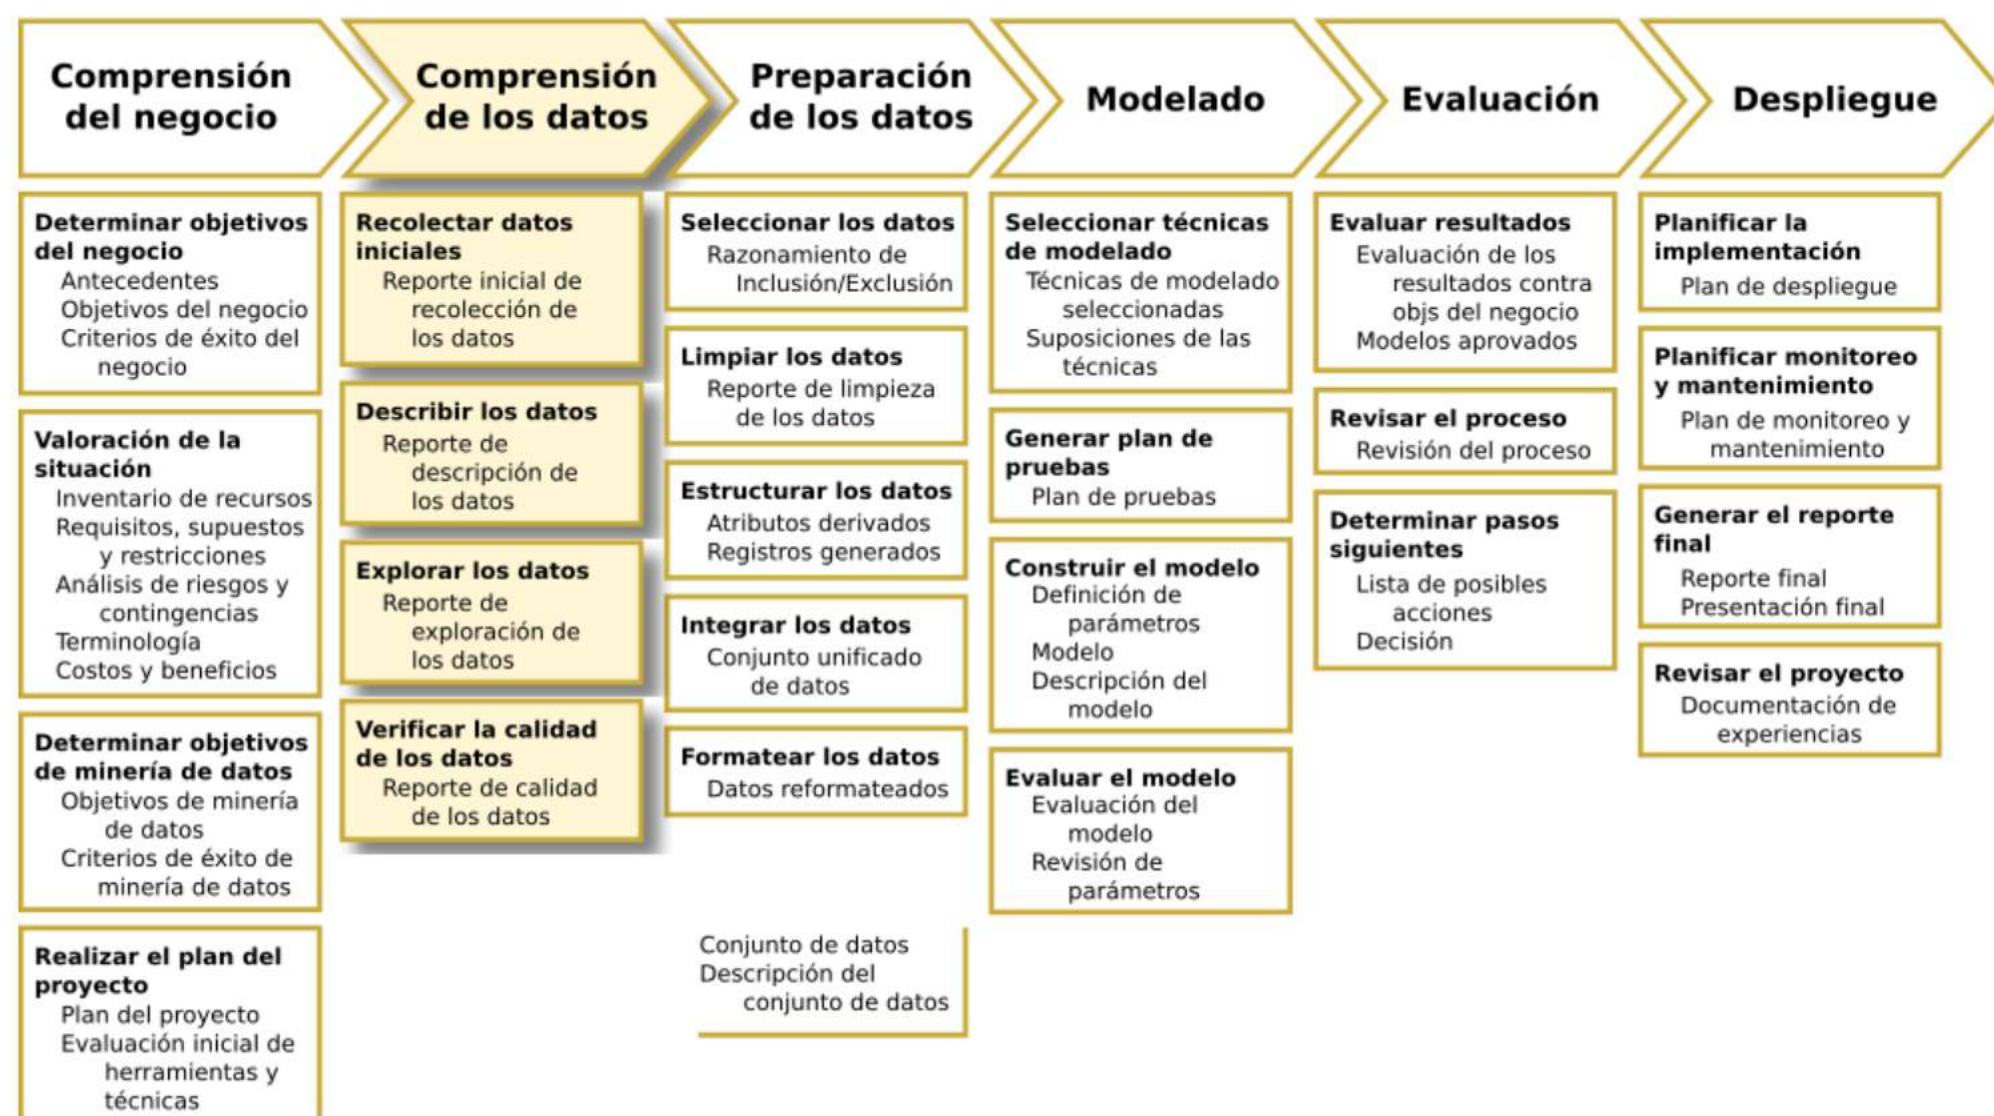 Comprensión
del negocio
Comprensión
de los datos
Preparación
de los datos
Modelado
Evaluación
Despliegue
Determinar objetivos
del negocio
Antecedentes
Objetivos del negocio
Criterios de éxito del
negocio
Valoración de la
situación
Inventario de recursos
Requisitos, supuestos
y restricciones
Análisis de riesgos y
contingencias
Terminología
Costos y beneficios
Determinar objetivos
de minería de datos
Objetivos de minería
de datos
Criterios de éxito de
minería de datos
Realizar el plan del
proyecto
Plan del proyecto
Evaluación inicial de
herramientas y
técnicas
Recolectar datos
iniciales
Reporte inicial de
recolección de
los datos
Describir los datos
Reporte de
descripción de
los datos
Explorar los datos
Reporte de
exploración de
los datos
Verificar la calidad
de los datos
Reporte de calidad
de los datos
Seleccionar los datos
Razonamiento de
Inclusión/Exclusión
Limpiar los datos
Reporte de limpieza
de los datos
Estructurar los datos
Atributos derivados
Registros generados
Integrar los datos
Conjunto unificado
de datos
Formatear los datos
Datos reformateados
Conjunto de datos
Descripción del
conjunto de datos
Seleccionar técnicas
de modelado
Técnicas de modelado
seleccionadas
Suposiciones de las
técnicas
Generar plan de
pruebas
Plan de pruebas
Construir el modelo
Definición de
parámetros
Modelo
Descripción del
modelo
Evaluar el modelo
Evaluación del
modelo
Revisión de
parámetros
Evaluar resultados
Evaluación de los
resultados contra
objs del negocio
Modelos aprovados
Revisar el proceso
Revisión del proceso
Determinar pasos
siguientes
Lista de posibles
acciones
Decisión
Planificar la
implementación
Plan de despliegue
Planificar monitoreo
y mantenimiento
Plan de monitoreo y
mantenimiento
Generar el reporte
final
Reporte final
Presentación final
Revisar el proyecto
Documentación de
experiencias